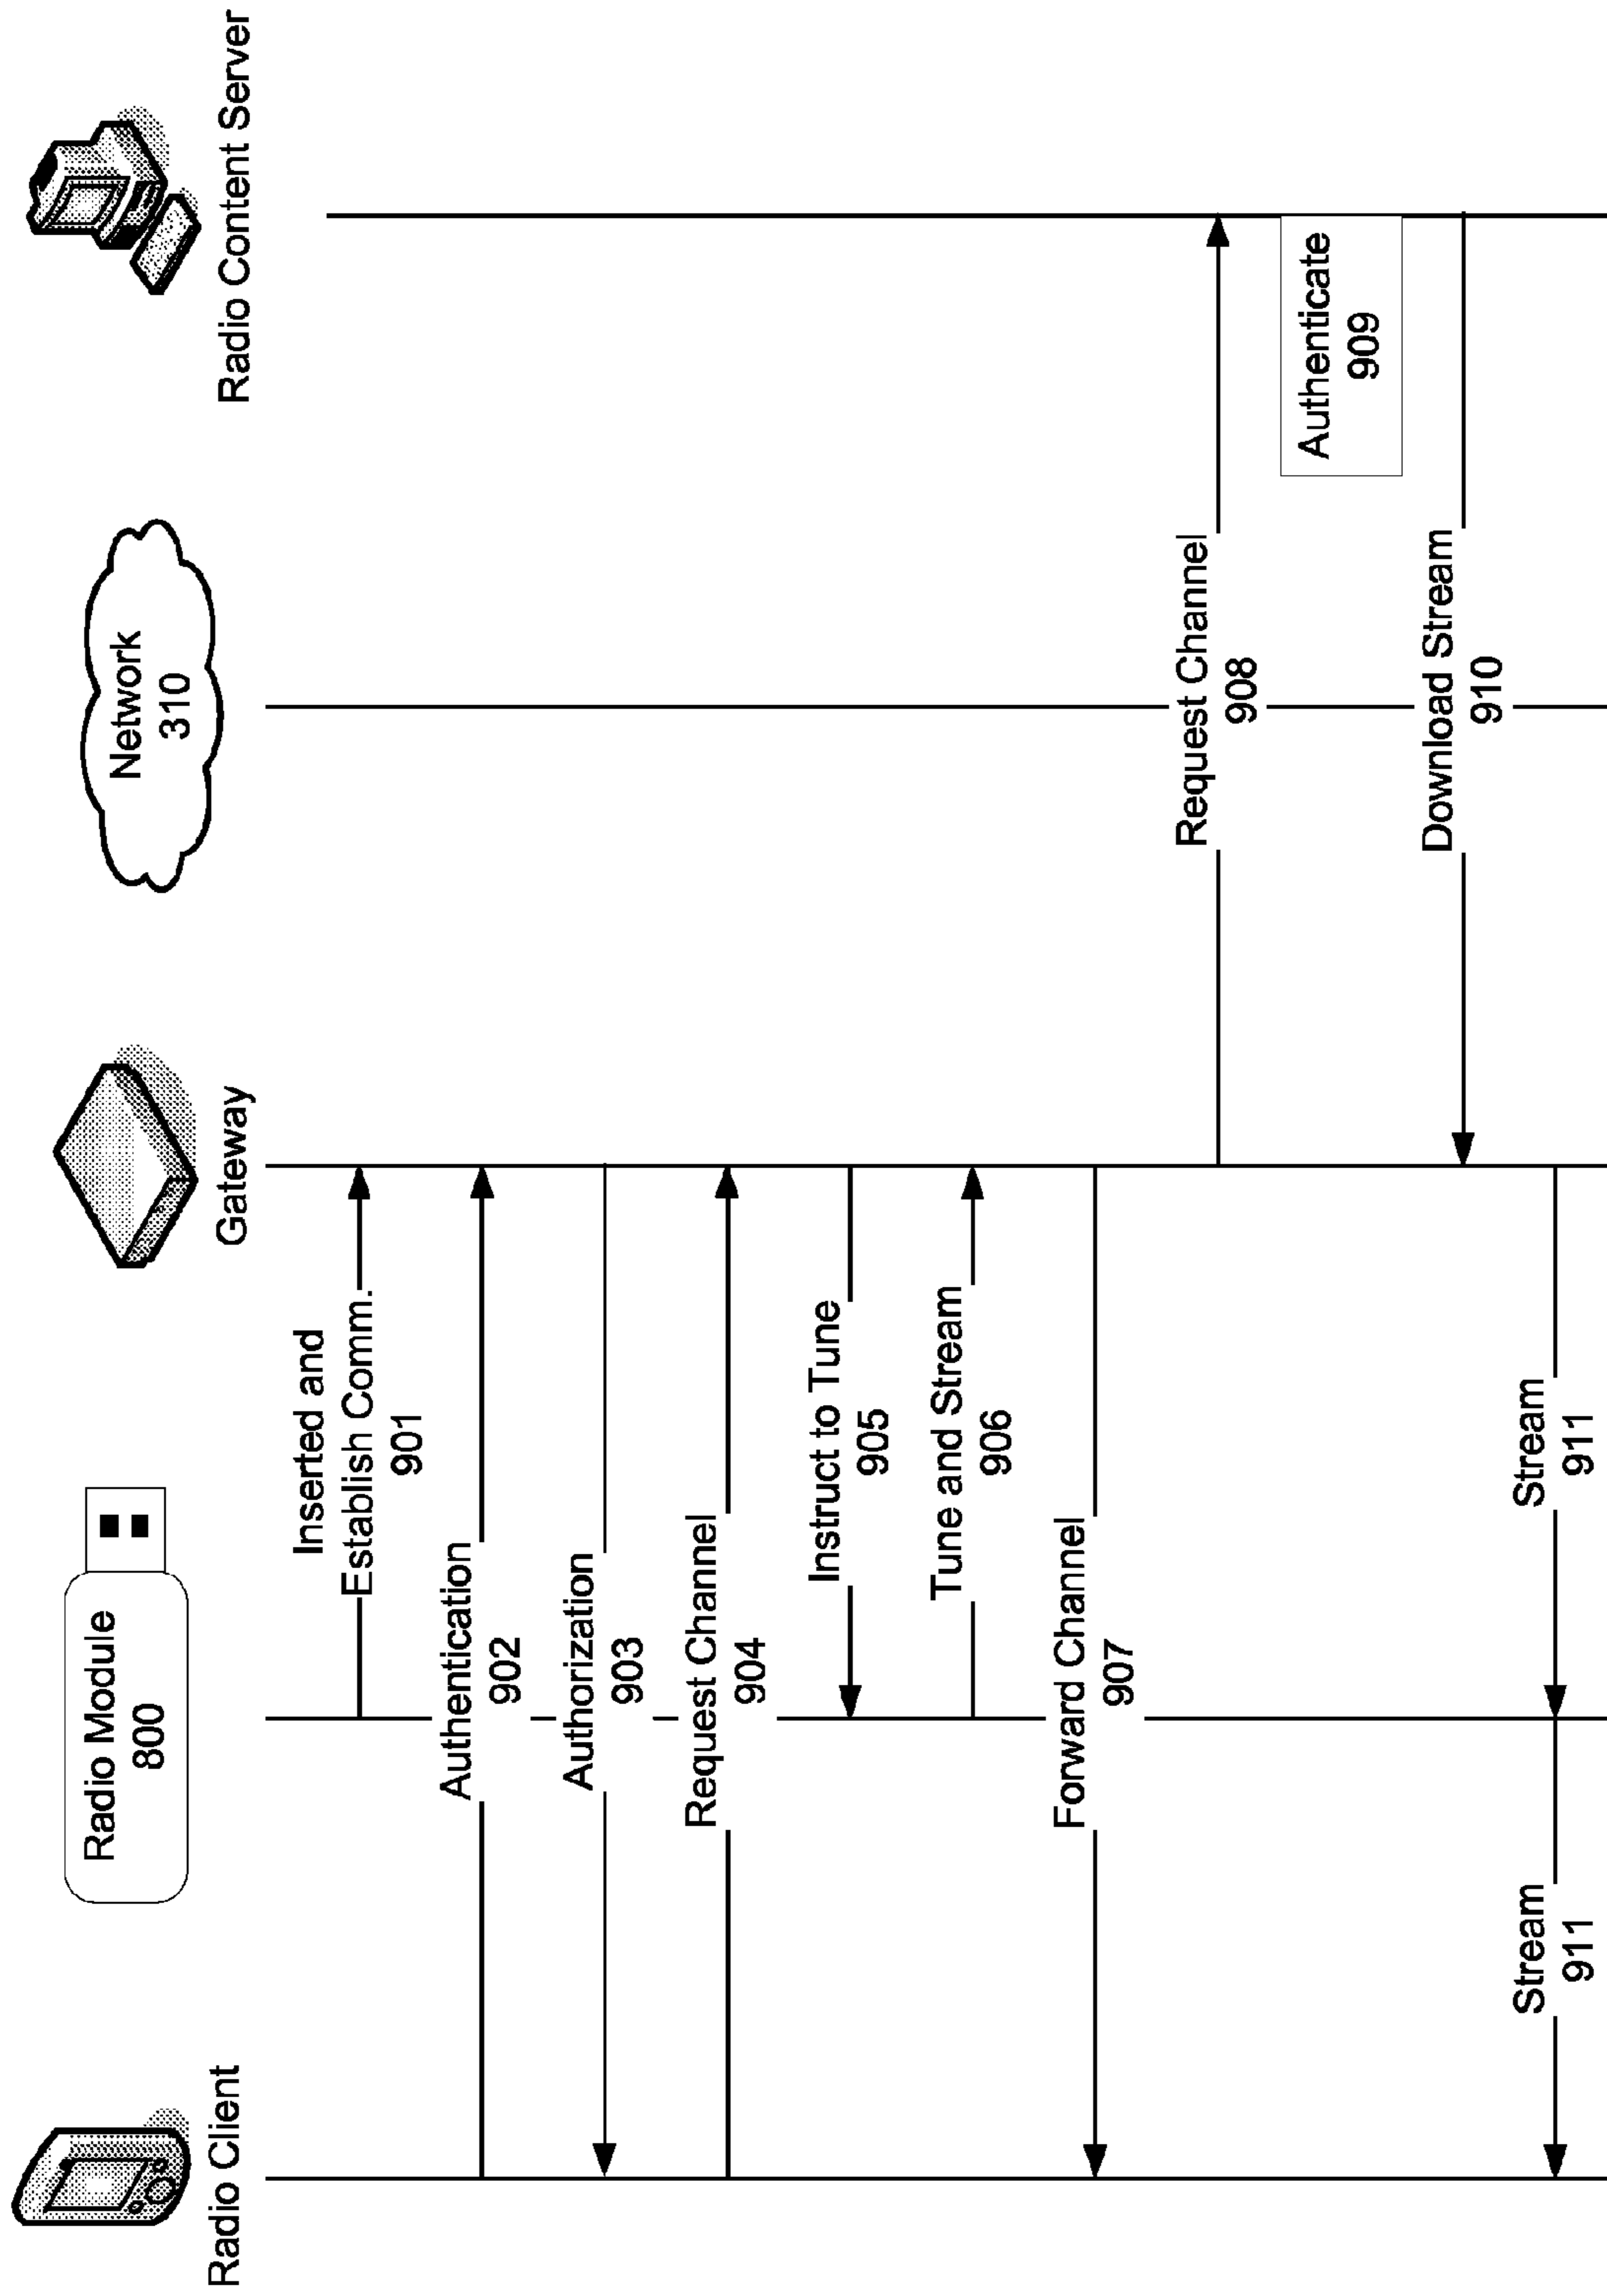 Radio Client
Radio Module
800
Gateway
Network
310
Radio Content Server
Inserted and
Establish Comm.
901
Authentication
902
Authorization
903
Request Channel
904
Instruct to Tune
905
Tune and Stream
906
Forward Channel
907
Request Channel
908
Authenticate
909
Download Stream
910
Stream
911
Stream
911